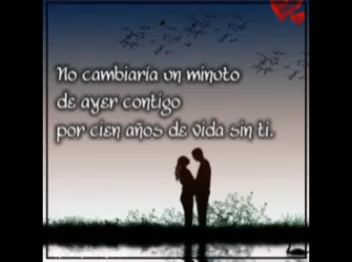 No cambiaría un minuto
de ayer contigo
por cien años de vida sin ti.